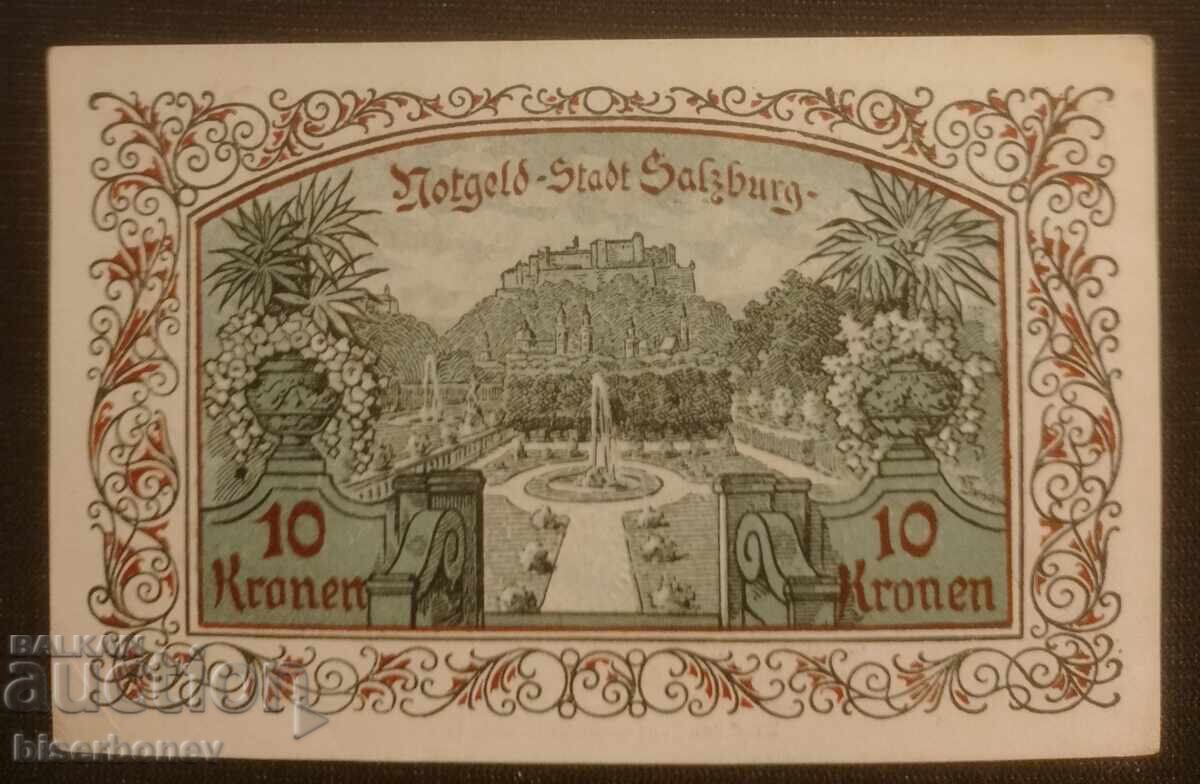 Notgeld - Stadt Salzburg -
10
Kronen
10
Kronen
BALKAN
auction
biserboney